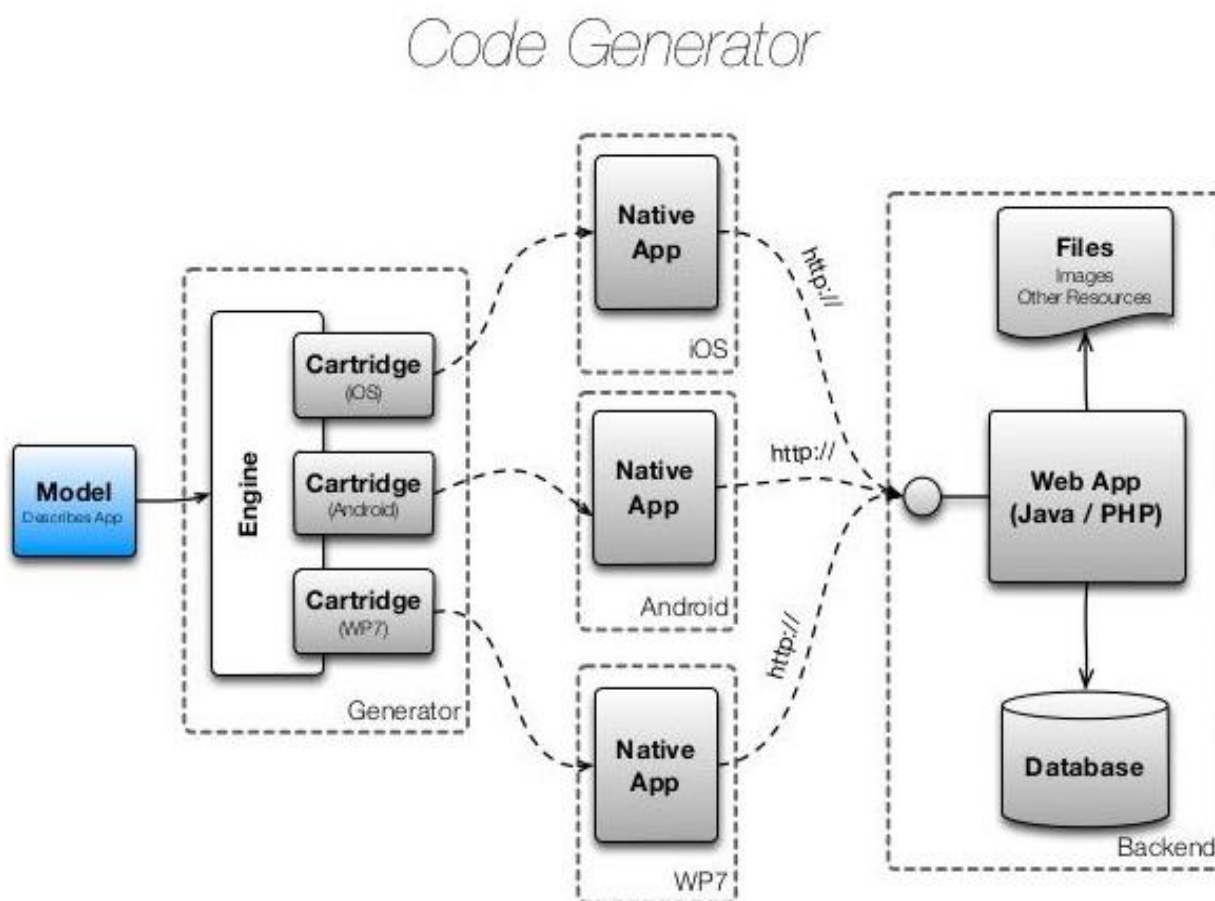 Code Generator
Model
Describes App
Engine
Cartridge
(iOS)
Cartridge
(Android)
Cartridge
(WP7)
Generator
Native
App
iOS
Native
App
Android
Native
App
WP7
http://
http://
http://
Files
Images
Other Resources
Web App
(Java / PHP)
Database
Backend